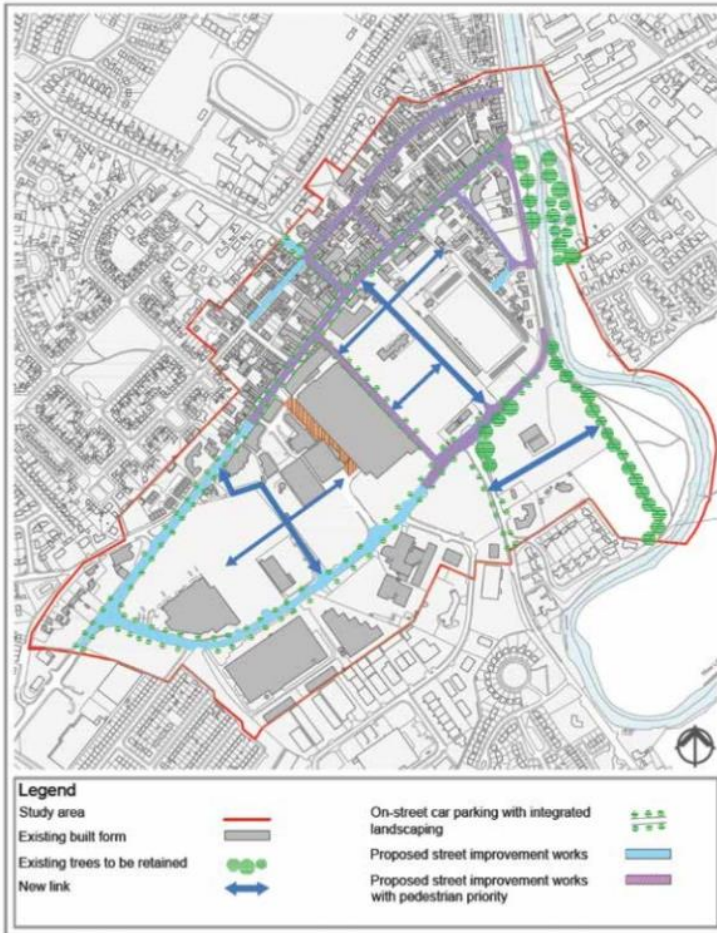 Legend
Study area
Existing built form
Existing trees to be retained
New link
On-street car parking with integrated
landscaping
Proposed street improvement works
Proposed street improvement works
with pedestrian priority